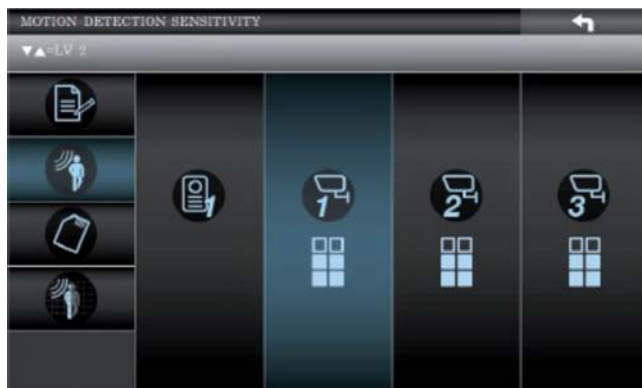 MOTION DETECTION SENSITIVITY
▼▲=LV 2
1 1 2 3